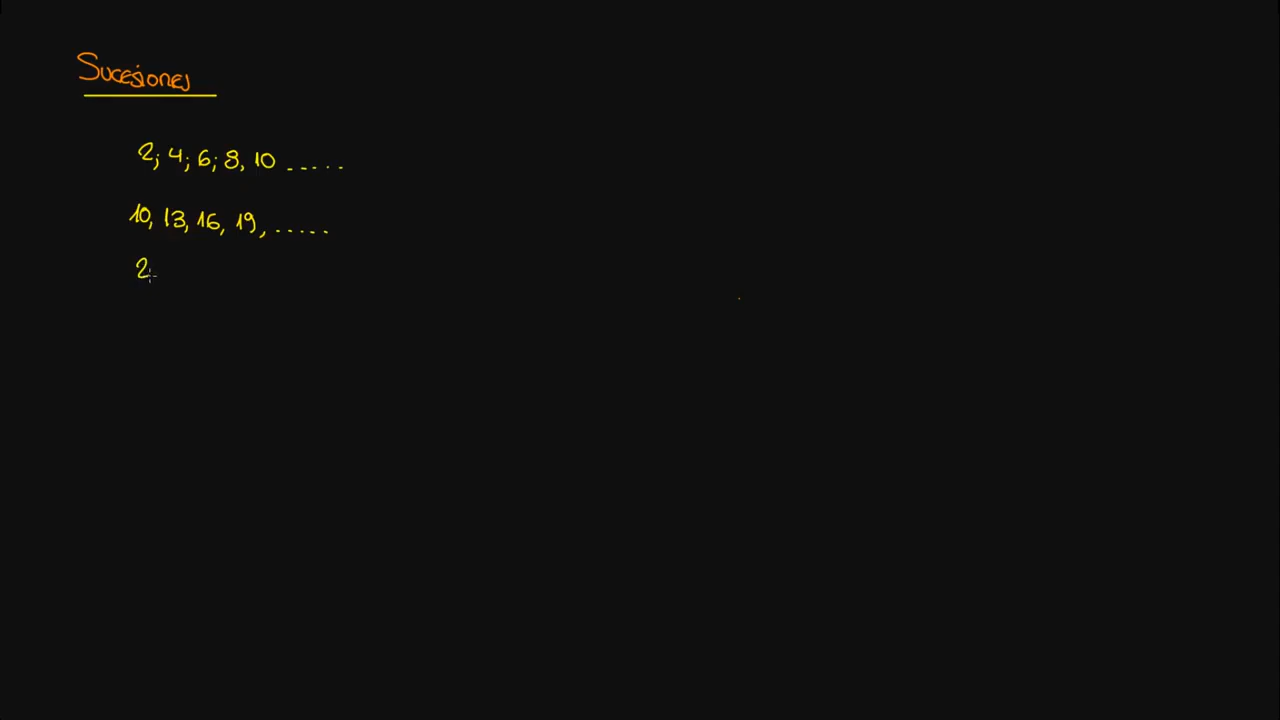 Sucesiones
2; 4; 6; 8, 10 .....
10, 13, 16, 19, .....
2